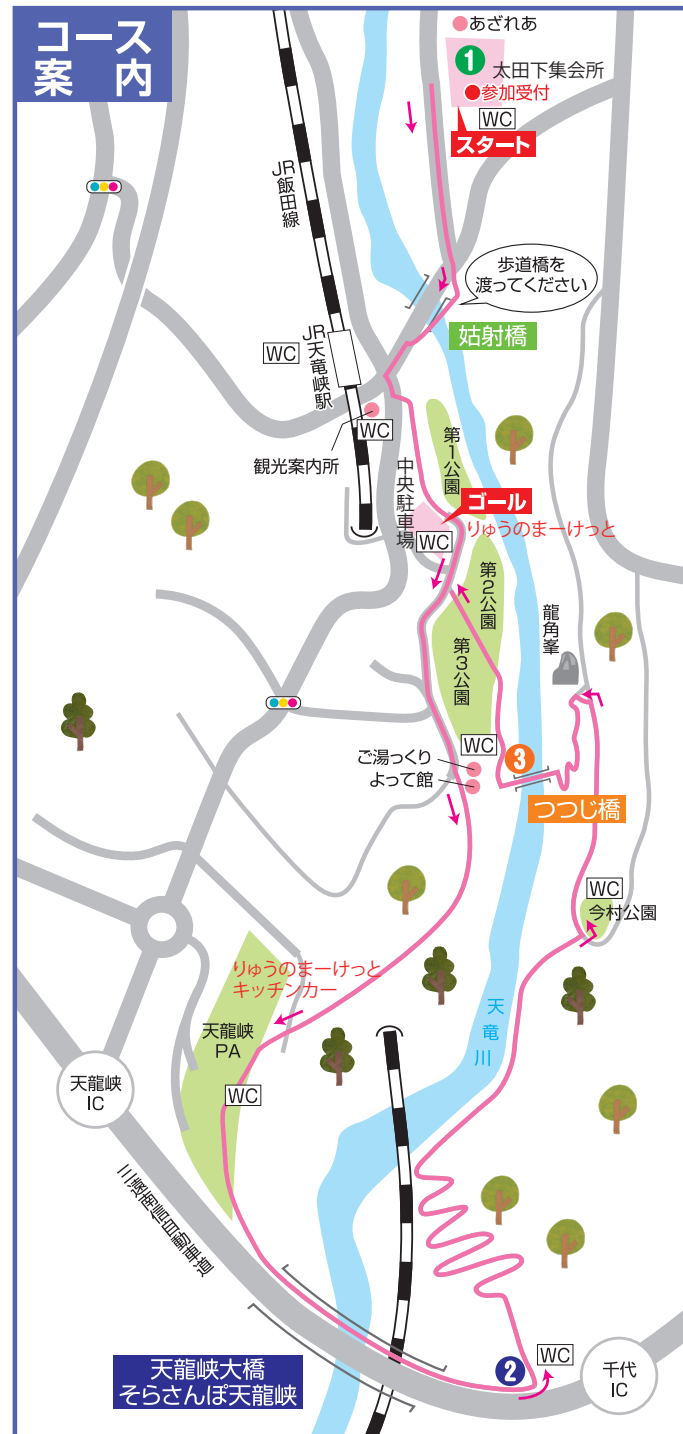 コース
案内
あざれあ
1
太田下集会所
参加受付
WC
スタート
JR飯田線
歩道橋を
渡ってください
姑射橋
WC
JR天竜峡駅
WC
観光案内所
第1公園
中央駐車場
ゴール
りゅうのまーけっと
WC
第2公園
第3公園
龍角峯
WC
3
ご湯っくり
よって館
つつじ橋
WC
今村公園
りゅうのまーけっと
キッチンカー
天龍峡
PA
WC
天竜川
天龍峡
IC
三遠南信自動車道
天龍峡大橋
そらさんぽ天龍峡
2
WC
千代
IC